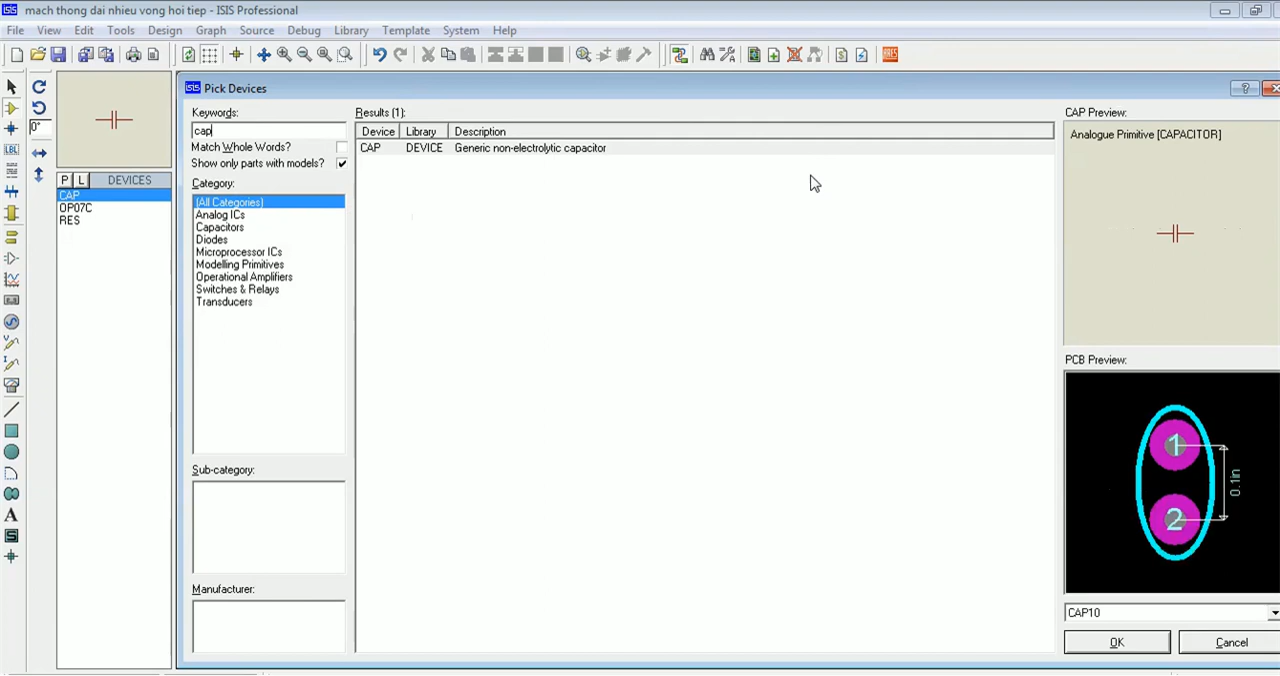 mach thong dai nhieu vong hoi tiep - ISIS Professional
File View Edit Tools Design Graph Source Debug Library Template System Help
Pick Devices
Keywords:
cap
Match Whole Words?
Show only parts with models?
Category:
(All Categories)
Analog ICs
Capacitors
Diodes
Microprocessor ICs
Modelling Primitives
Operational Amplifiers
Switches & Relays
Transducers
Sub-category:
Manufacturer:
Results (1):
Device Library Description
CAP DEVICE Generic non-electrolytic capacitor
CAP Preview:
Analogue Primitive [CAPACITOR]
PCB Preview:
1
2
0.1in
CAP10
OK Cancel
P L DEVICES
CAP
OP07C
RES
0°
LBL
A
S